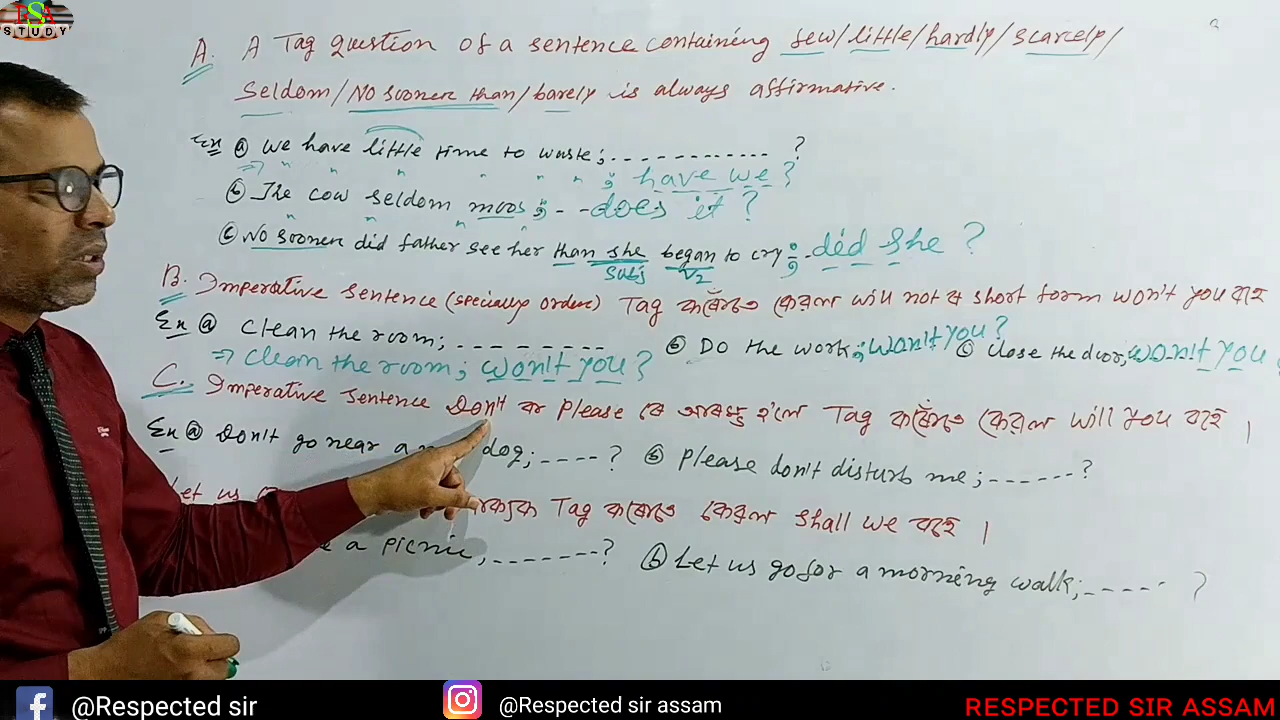 RSA
STUDY
A. A Tag Question of a sentence containing few/little/hardly/scarcely/
Seldom/No sooner than/barely is always affirmative.
Ex ⓐ We have little time to waste; ------------ ?
⇒ " " " " " " ; have we?
ⓑ The cow seldom moos ; - - does it ?
ⓒ No sooner did father see her than she began to cry ; did she ?
Subj V2
B. Imperative sentence (specially order) Tag কৰোঁতে কেৱল will not ৰ short form won't you বহে
Ex ⓐ Clean the room; - - - - - - - - ⓑ Do the work ; won't you? ⓒ Close the door, won't you
⇒ Clean the room; won't you ?
C. Imperative sentence Don't বা Please ৰে আৰম্ভ হ'লে Tag কৰোঁতে কেৱল will you বহে ।
Ex ⓐ Don't go near a dog; ---- ? ⓑ Please don't disturb me; ------ ?
Let us Tag কৰোঁতে কেৱল shall we বহে ।
a picnic, ------- ? ⓑ Let us go for a morning walk; ---- ?
@Respected sir
@Respected sir assam
RESPECTED SIR ASSAM